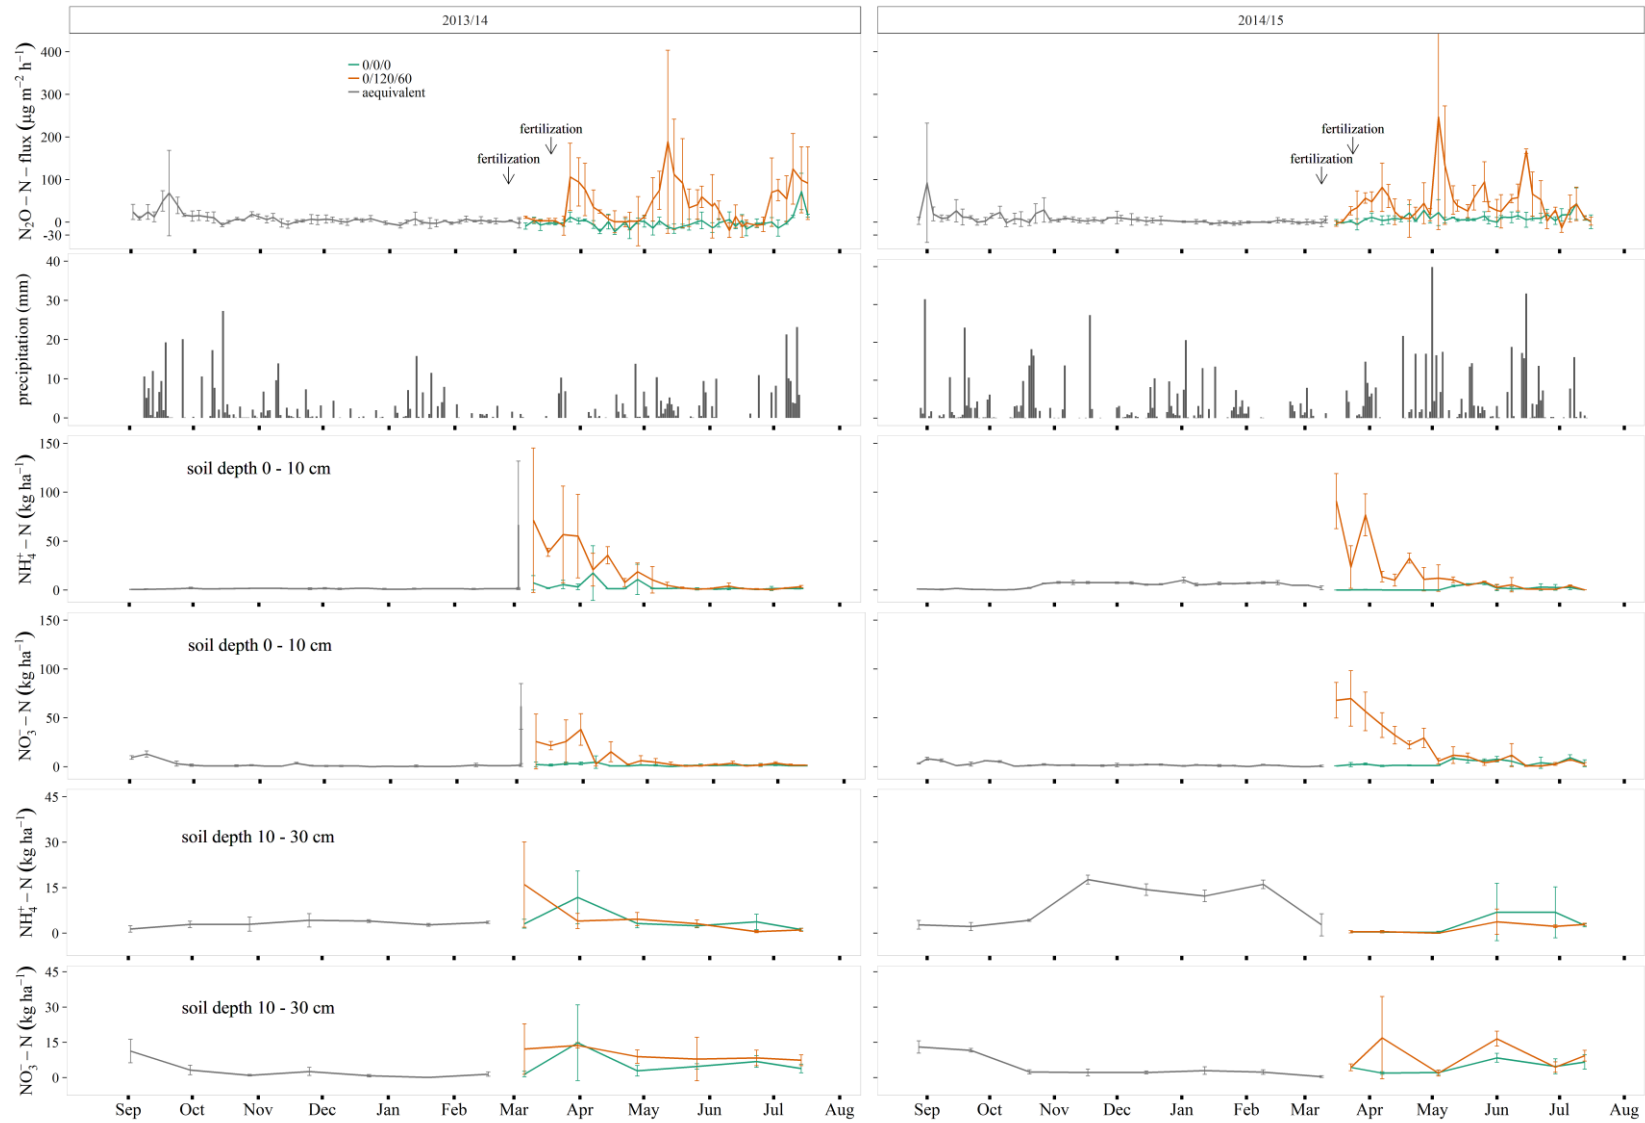 2013/14
2014/15
N₂O – N – flux (µg m⁻² h⁻¹)
400
300
200
100
0
-30
0/0/0
0/120/60
aequivalent
fertilization
fertilization
fertilization
fertilization
precipitation (mm)
40
30
20
10
0
NH₄⁺ – N (kg ha⁻¹)
150
100
50
0
soil depth 0 - 10 cm
NO₃⁻ – N (kg ha⁻¹)
150
100
50
0
soil depth 0 - 10 cm
NH₄⁺ – N (kg ha⁻¹)
45
30
15
0
soil depth 10 - 30 cm
NO₃⁻ – N (kg ha⁻¹)
45
30
15
0
soil depth 10 - 30 cm
Sep Oct Nov Dec Jan Feb Mar Apr May Jun Jul Aug
Sep Oct Nov Dec Jan Feb Mar Apr May Jun Jul Aug